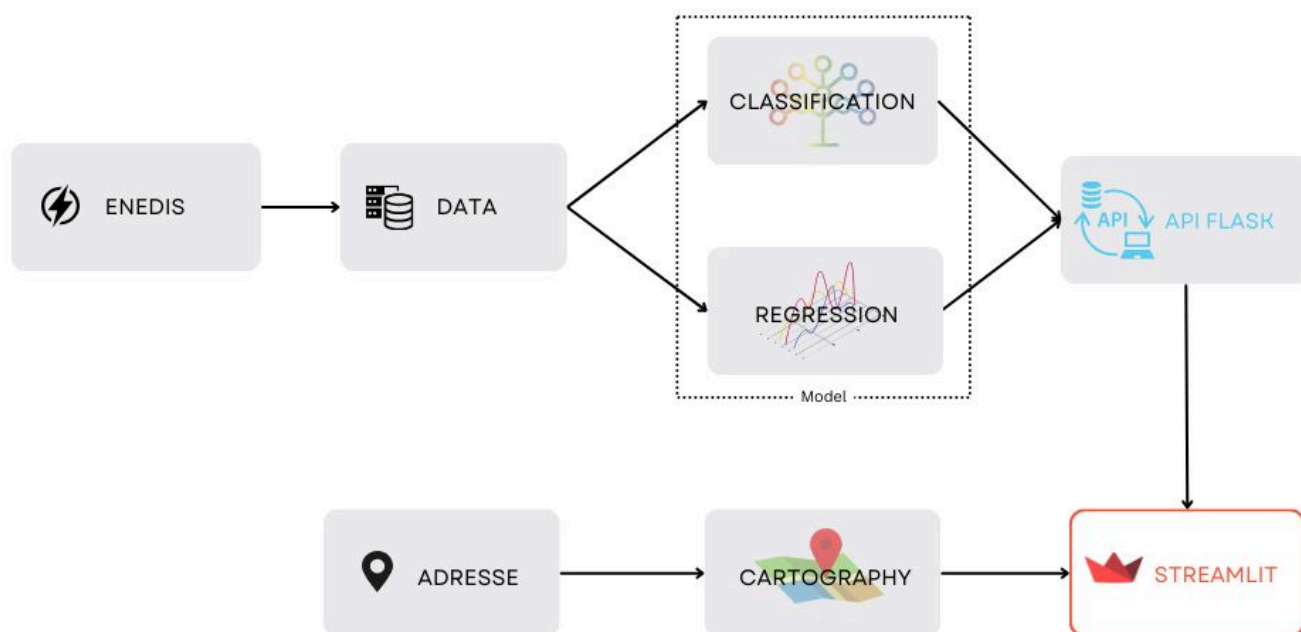 ENEDIS
DATA
CLASSIFICATION
REGRESSION
Model
API
API FLASK
ADRESSE
CARTOGRAPHY
STREAMLIT